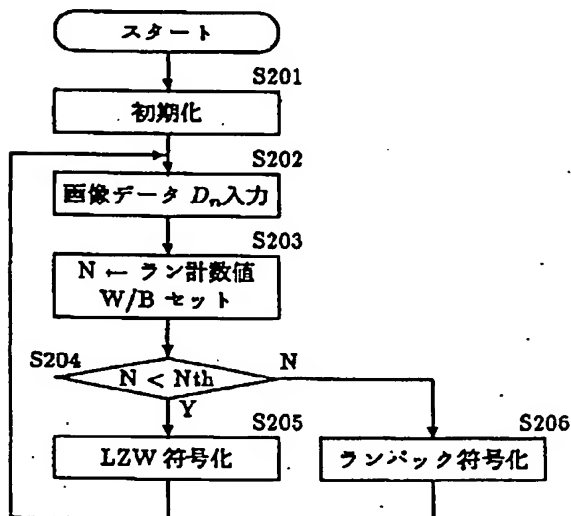 スタート
S201
初期化
S202
画像データ Dn入力
S203
N ← ラン計数値
W/B セット
S204
N < Nth
N
Y
S205
LZW 符号化
S206
ランパック符号化